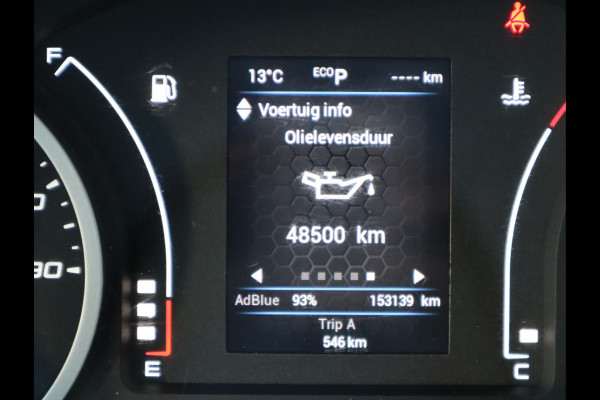 F
13°C ECO P ---- km
Voertuig info
Olielevensduur
48500 km
AdBlue 93% 153139 km
Trip A
546 km
E
C